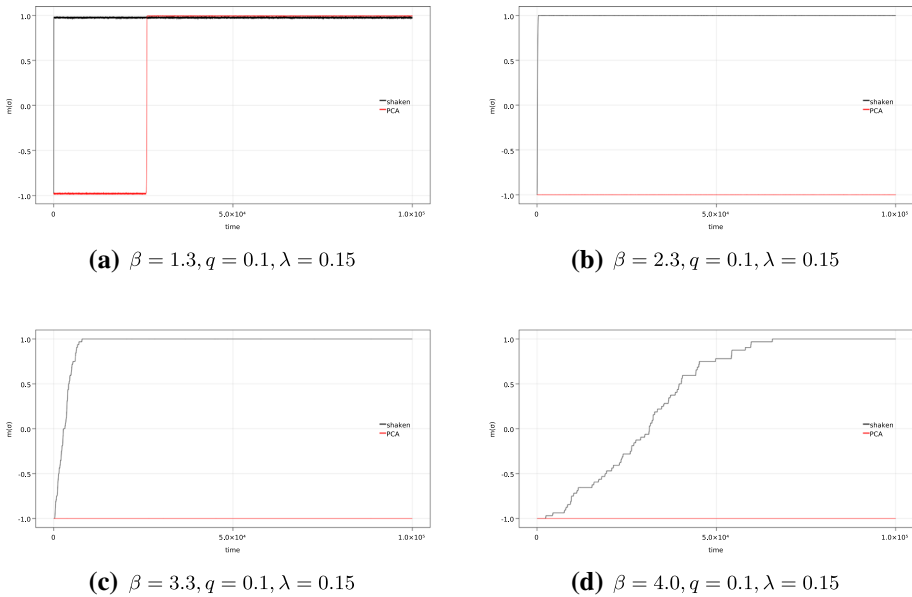 1.0
0.5
0.0
-0.5
-1.0
m(σ)
shaken
PCA
0
5.0×10⁴
1.0×10⁵
time
(a) β = 1.3, q = 0.1, λ = 0.15
1.0
0.5
0.0
-0.5
-1.0
m(σ)
shaken
PCA
0
5.0×10⁴
1.0×10⁵
time
(b) β = 2.3, q = 0.1, λ = 0.15
1.0
0.5
0.0
-0.5
-1.0
m(σ)
shaken
PCA
0
5.0×10⁴
1.0×10⁵
time
(c) β = 3.3, q = 0.1, λ = 0.15
1.0
0.5
0.0
-0.5
-1.0
m(σ)
shaken
PCA
0
5.0×10⁴
1.0×10⁵
time
(d) β = 4.0, q = 0.1, λ = 0.15